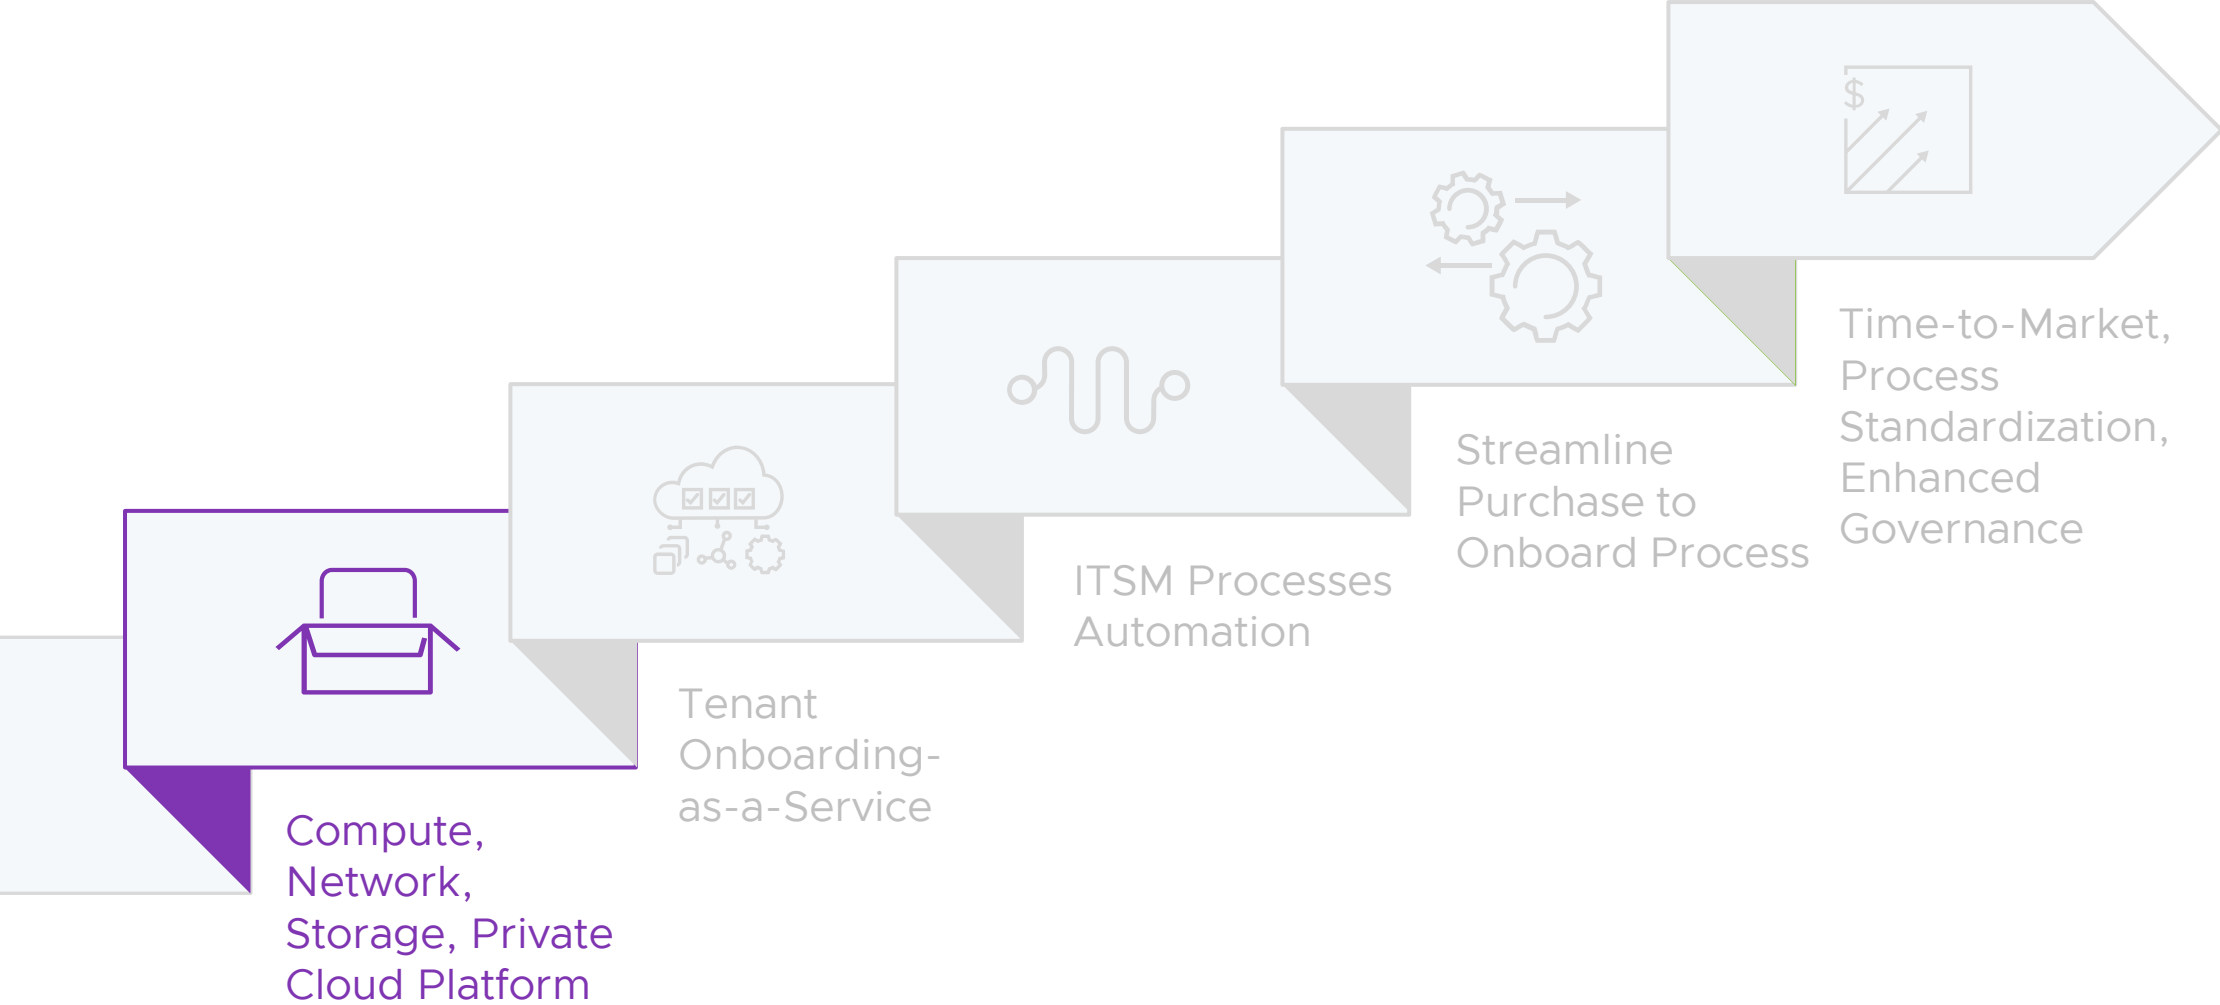 Compute,
Network,
Storage, Private
Cloud Platform
Tenant
Onboarding-
as-a-Service
ITSM Processes
Automation
Streamline
Purchase to
Onboard Process
$
Time-to-Market,
Process
Standardization,
Enhanced
Governance